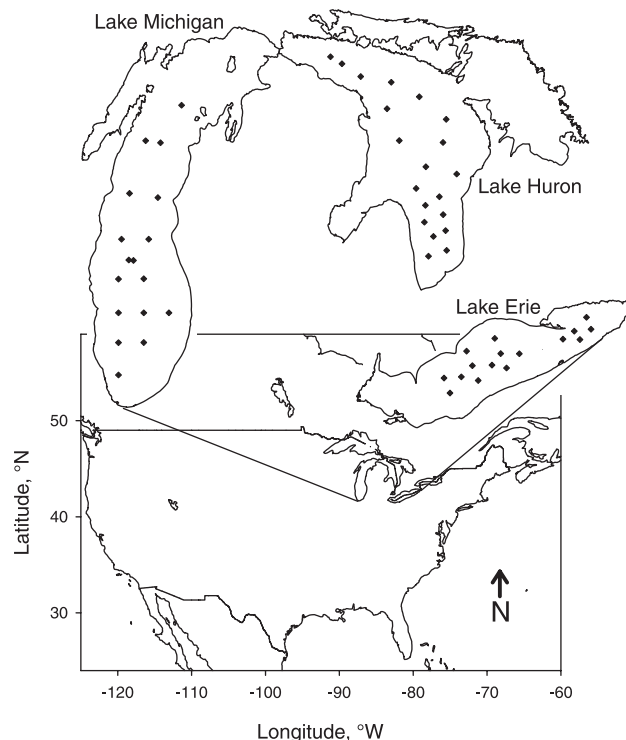 Lake Michigan
Lake Huron
Lake Erie
50
40
30
Latitude, °N
N
-120 -110 -100 -90 -80 -70 -60
Longitude, °W